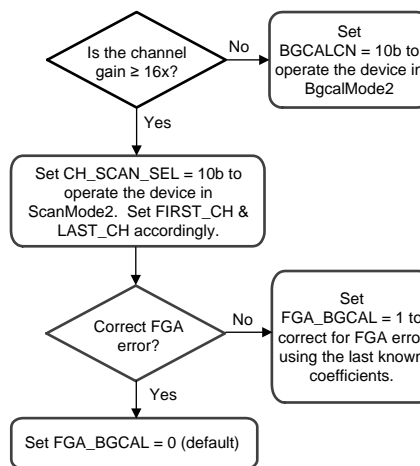 Is the channel
gain ≥ 16x?
No
Set
BGCALCN = 10b to
operate the device in
BgcalMode2
Yes
Set CH_SCAN_SEL = 10b to
operate the device in
ScanMode2. Set FIRST_CH &
LAST_CH accordingly.
Correct FGA
error?
No
Set
FGA_BGCAL = 1 to
correct for FGA error
using the last known
coefficients.
Yes
Set FGA_BGCAL = 0 (default)